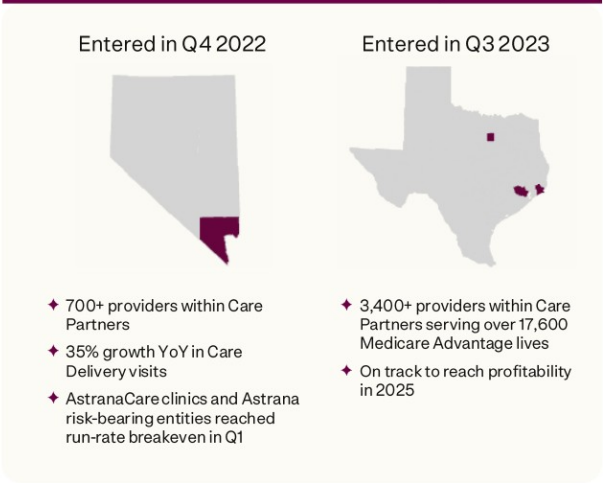 Entered in Q4 2022
✦ 700+ providers within Care
Partners
✦ 35% growth YoY in Care
Delivery visits
✦ AstranaCare clinics and Astrana
risk-bearing entities reached
run-rate breakeven in Q1
Entered in Q3 2023
✦ 3,400+ providers within Care
Partners serving over 17,600
Medicare Advantage lives
✦ On track to reach profitability
in 2025